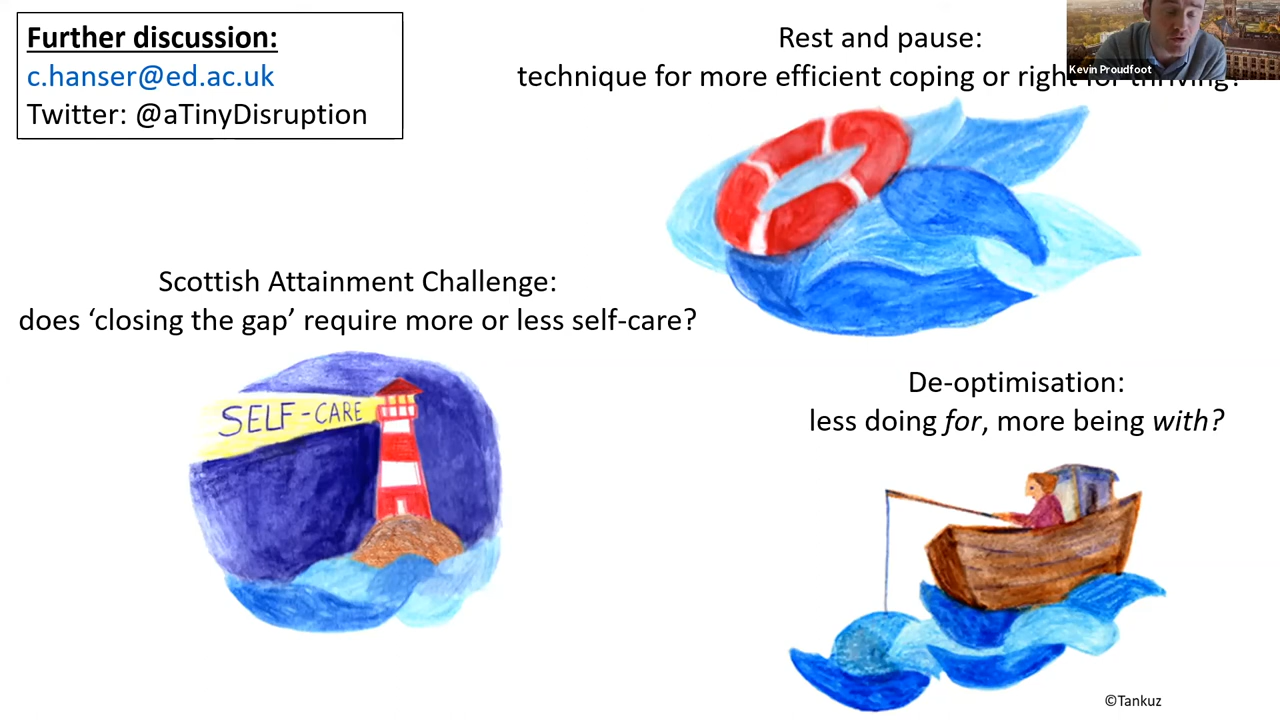 Further discussion:
c.hanser@ed.ac.uk
Twitter: @aTinyDisruption
Rest and pause:
technique for more efficient coping or right for thriving?
Kevin Proudfoot
Scottish Attainment Challenge:
does ‘closing the gap’ require more or less self-care?
SELF-CARE
De-optimisation:
less doing for, more being with?
©Tankuz